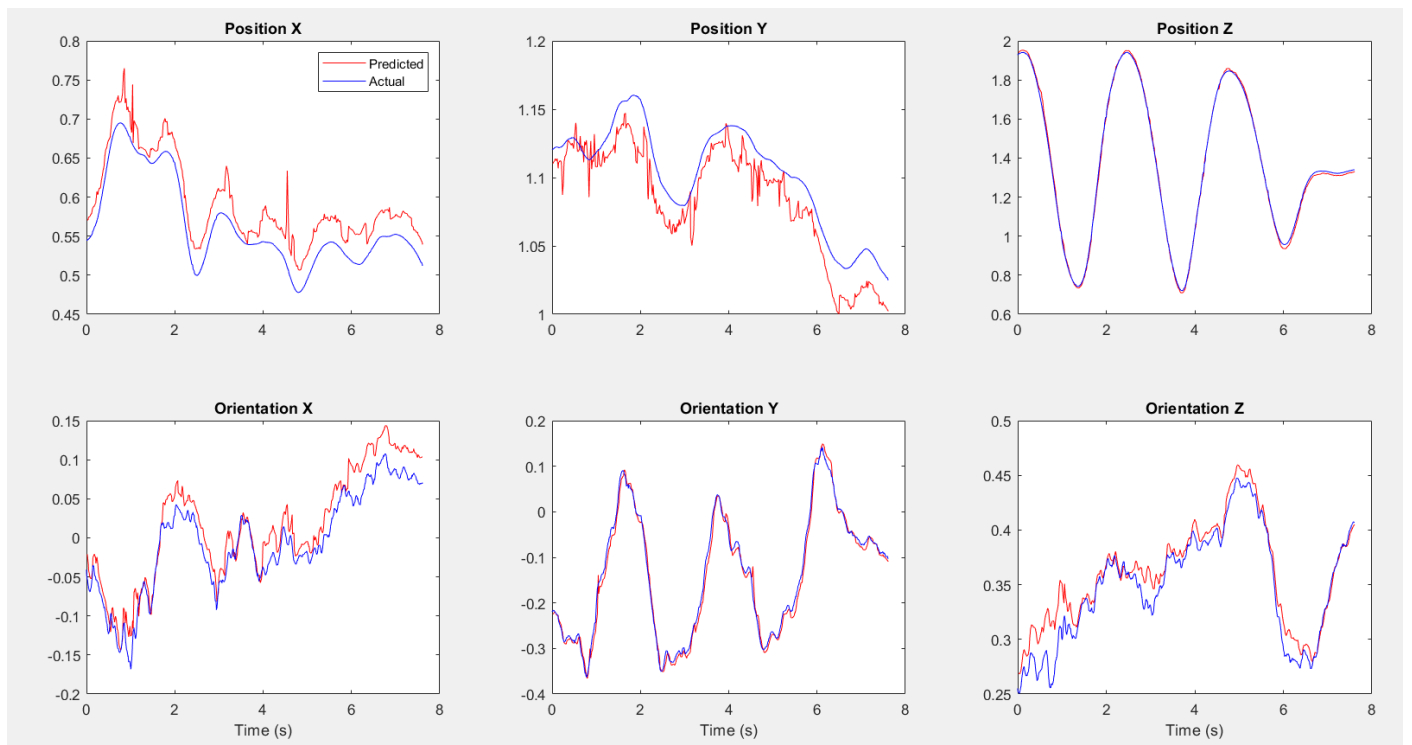 Position X
Position Y
Position Z
Predicted
Actual
0.8
0.75
0.7
0.65
0.6
0.55
0.5
0.45
0 2 4 6 8
1.2
1.15
1.1
1.05
1
0 2 4 6 8
2
1.8
1.6
1.4
1.2
1
0.8
0.6
0 2 4 6 8
Orientation X
Orientation Y
Orientation Z
0.15
0.1
0.05
0
-0.05
-0.1
-0.15
-0.2
0 2 4 6 8
Time (s)
0.2
0.1
0
-0.1
-0.2
-0.3
-0.4
0 2 4 6 8
Time (s)
0.5
0.45
0.4
0.35
0.3
0.25
0 2 4 6 8
Time (s)